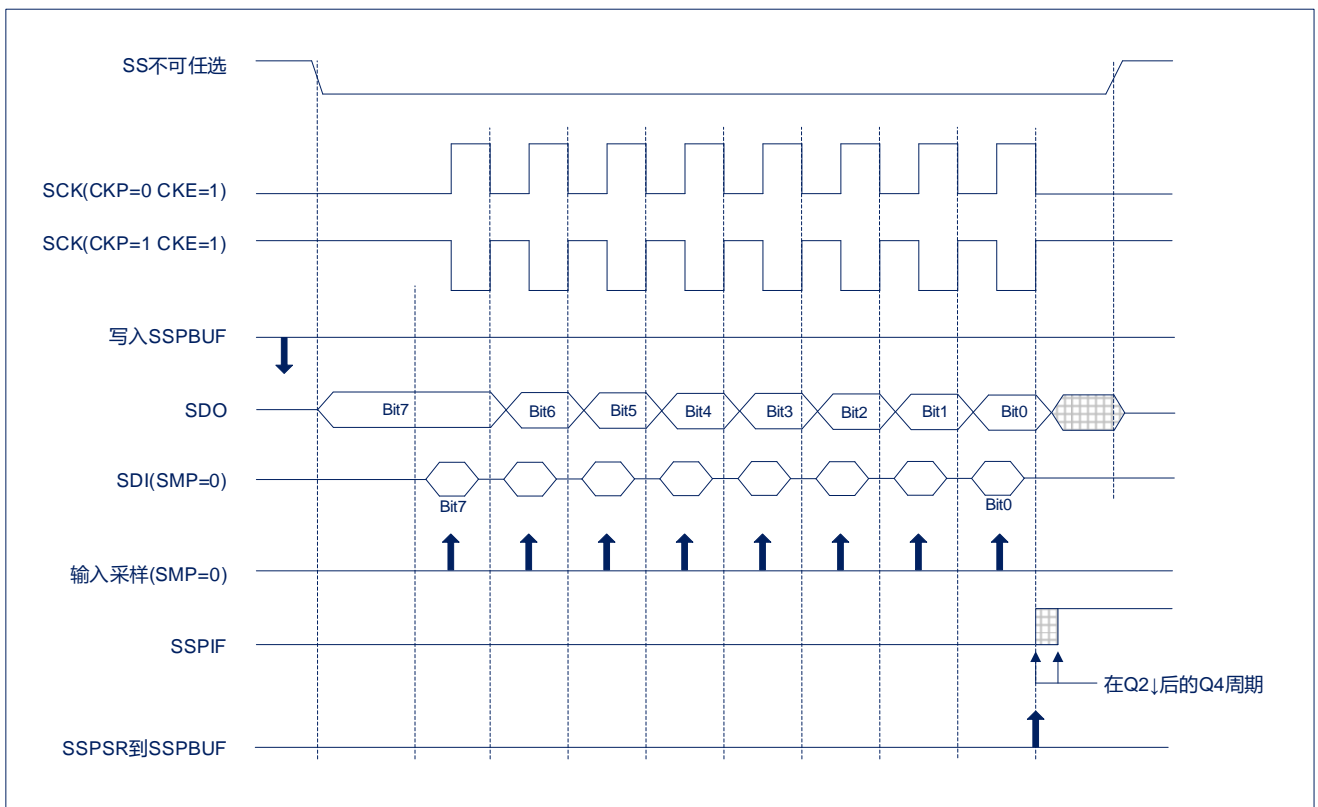 SS不可任选
SCK(CKP=0 CKE=1)
SCK(CKP=1 CKE=1)
写入SSPBUF
SDO
Bit7
Bit6
Bit5
Bit4
Bit3
Bit2
Bit1
Bit0
SDI(SMP=0)
Bit7
Bit0
输入采样(SMP=0)
SSPIF
在Q2↓后的Q4周期
SSPSR到SSPBUF